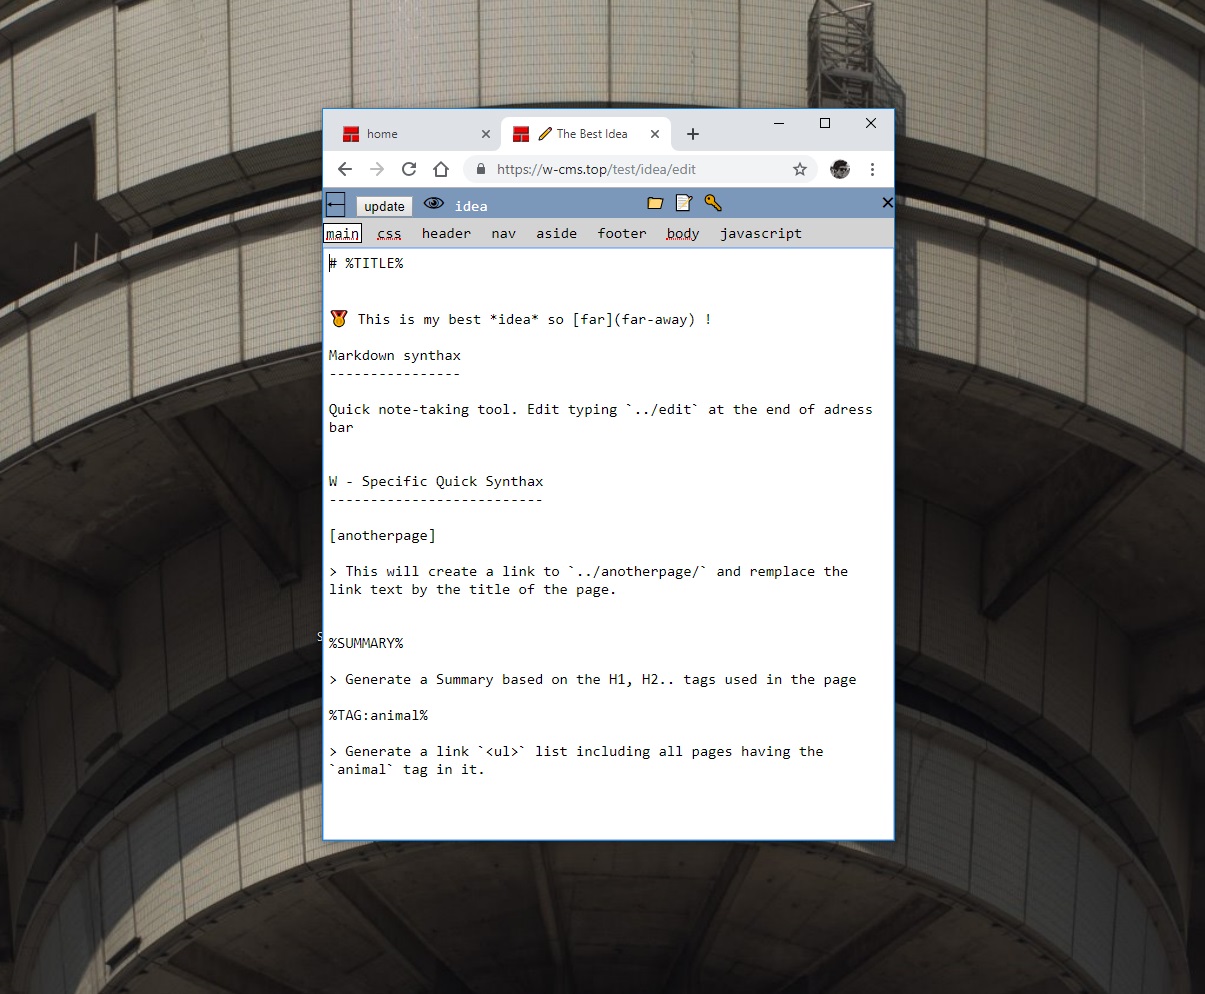 home
The Best Idea
https://w-cms.top/test/idea/edit
update
idea
main css header nav aside footer body javascript
# %TITLE%
🏅 This is my best *idea* so [far](far-away) !
Markdown synthax
----------------
Quick note-taking tool. Edit typing `../edit` at the end of adress
bar
W - Specific Quick Synthax
--------------------------
[anotherpage]
> This will create a link to `../anotherpage/` and remplace the
link text by the title of the page.
S
%SUMMARY%
> Generate a Summary based on the H1, H2.. tags used in the page
%TAG:animal%
> Generate a link `<ul>` list including all pages having the
`animal` tag in it.